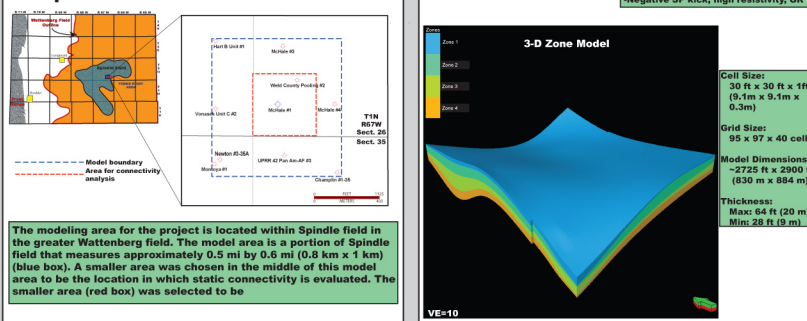 -Negative SP kick, high resistivity, GR
Wattenberg Field
Outline
Spindle Field
Hart B Unit #1
McHale #3
Weld County Pooling #2
McHale #1
McHale #4
T1N
R67W
Sect. 26
Sect. 35
Newton #3-35A
UPRR 42 Pan Am-AF #3
Champlin #1-35
FEET
METERS
Model boundary
Area for connectivity
analysis
The modeling area for the project is located within Spindle field in
the greater Wattenberg field. The model area is a portion of Spindle
field that measures approximately 0.5 mi by 0.6 mi (0.8 km x 1 km)
(blue box). A smaller area was chosen in the middle of this model
area to be the location in which static connectivity is evaluated. The
smaller area (red box) was selected to be
Zones
Zone 1
Zone 2
Zone 3
Zone 4
3-D Zone Model
VE=10
Cell Size:
30 ft x 30 ft x 1ft
(9.1m x 9.1m x
0.3m)
Grid Size:
95 x 97 x 40 cell
Model Dimensions
~2725 ft x 2900
(830 m x 884 m)
Thickness:
Max: 64 ft (20 m)
Min: 28 ft (9 m)